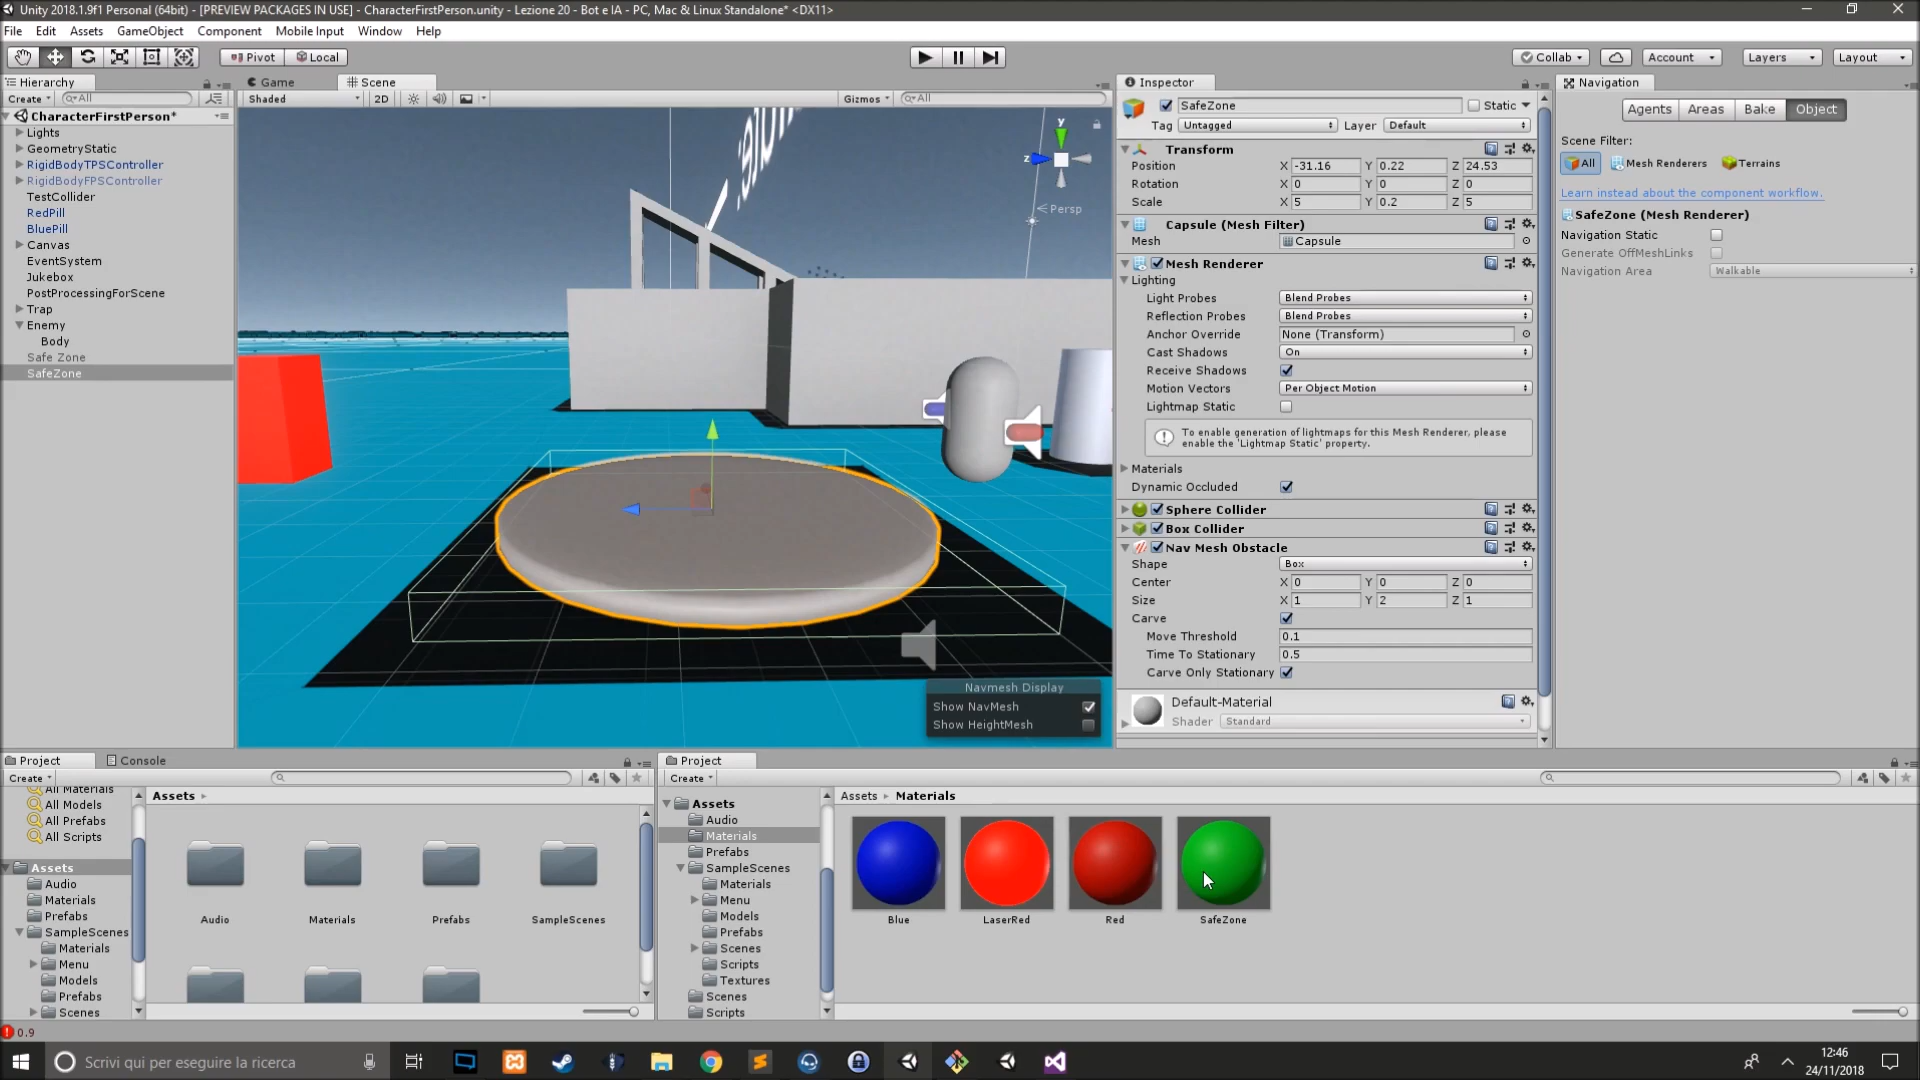 Unity 2018.1.9f1 Personal (64bit) - [PREVIEW PACKAGES IN USE] - CharacterFirstPerson.unity - Lezione 20 - Bot e IA - PC, Mac & Linux Standalone* <DX11>
File Edit Assets GameObject Component Mobile Input Window Help
Pivot Local Collab Account Layers Layout
Hierarchy Game Scene Inspector Navigation
Create All Shaded 2D Gizmos All SafeZone Static
Tag Untagged Layer Default
Agents Areas Bake Object
CharacterFirstPerson*
Lights
GeometryStatic
RigidBodyTPSController
RigidBodyFPSController
TestCollider
RedPill
BluePill
Canvas
EventSystem
Jukebox
PostProcessingForScene
Trap
Enemy
Body
Safe Zone
SafeZone
y
z
Persp
Navmesh Display
Show NavMesh
Show HeightMesh
Transform
Position X -31.16 Y 0.22 Z 24.53
Rotation X 0 Y 0 Z 0
Scale X 5 Y 0.2 Z 5
Capsule (Mesh Filter)
Mesh Capsule
Mesh Renderer
Lighting
Light Probes Blend Probes
Reflection Probes Blend Probes
Anchor Override None (Transform)
Cast Shadows On
Receive Shadows
Motion Vectors Per Object Motion
Lightmap Static
To enable generation of lightmaps for this Mesh Renderer, please
enable the 'Lightmap Static' property.
Materials
Dynamic Occluded
Sphere Collider
Box Collider
Nav Mesh Obstacle
Shape Box
Center X 0 Y 0 Z 0
Size X 1 Y 2 Z 1
Carve
Move Threshold 0.1
Time To Stationary 0.5
Carve Only Stationary
Default-Material
Shader Standard
Scene Filter:
All Mesh Renderers Terrains
Learn instead about the component workflow.
SafeZone (Mesh Renderer)
Navigation Static
Generate OffMeshLinks
Navigation Area Walkable
Project Console
Create
All Materials
All Models
All Prefabs
All Scripts
Assets
Audio
Materials
Prefabs
SampleScenes
Materials
Menu
Models
Prefabs
Scenes
Assets
Audio Materials Prefabs SampleScenes
Project
Create
Assets
Audio
Materials
Prefabs
SampleScenes
Materials
Menu
Models
Prefabs
Scenes
Scripts
Textures
Scenes
Scripts
Assets Materials
Blue LaserRed Red SafeZone
0.9
Scrivi qui per eseguire la ricerca
12:46
24/11/2018